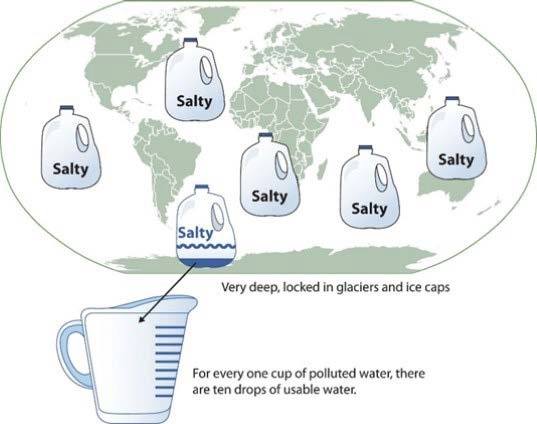 Salty
Salty
Salty
Salty
Salty
Salty
Very deep, locked in glaciers and ice caps
For every one cup of polluted water, there
are ten drops of usable water.